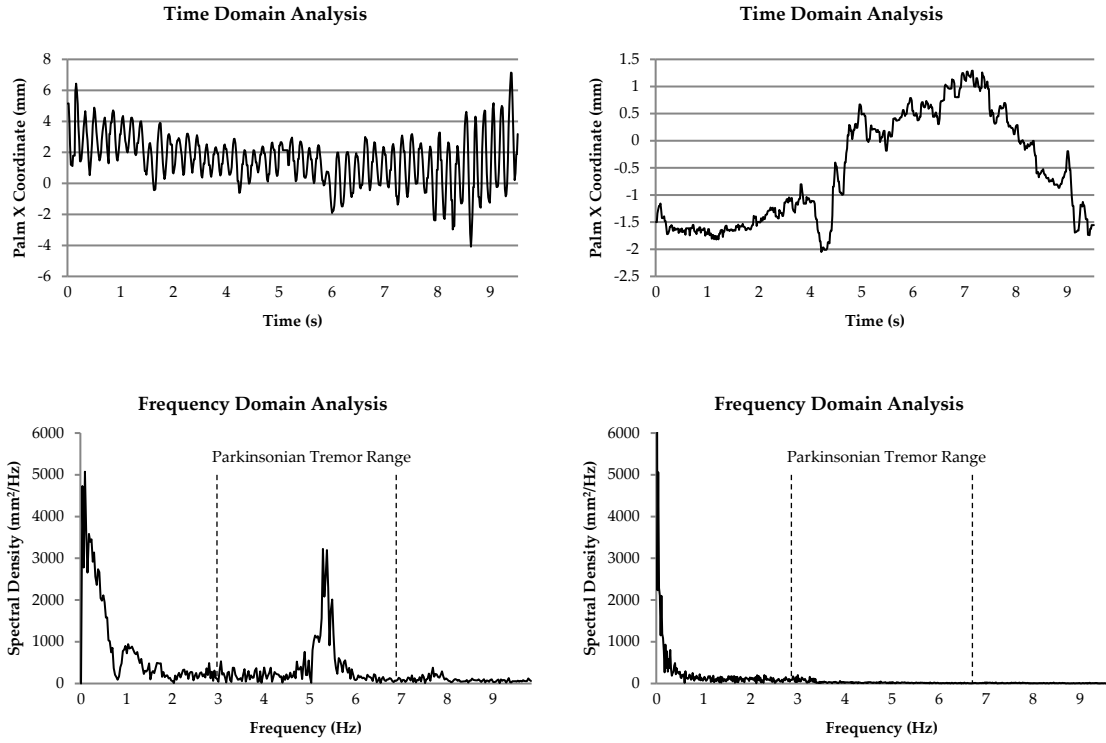 Time Domain Analysis
Palm X Coordinate (mm)
8
6
4
2
0
-2
-4
-6
0 1 2 3 4 5 6 7 8 9
Time (s)
Time Domain Analysis
Palm X Coordinate (mm)
1.5
1
0.5
0
-0.5
-1
-1.5
-2
-2.5
0 1 2 3 4 5 6 7 8 9
Time (s)
Frequency Domain Analysis
Spectral Density (mm²/Hz)
6000
5000
4000
3000
2000
1000
0
Parkinsonian Tremor Range
0 1 2 3 4 5 6 7 8 9
Frequency (Hz)
Frequency Domain Analysis
Spectral Density (mm²/Hz)
6000
5000
4000
3000
2000
1000
0
Parkinsonian Tremor Range
0 1 2 3 4 5 6 7 8 9
Frequency (Hz)